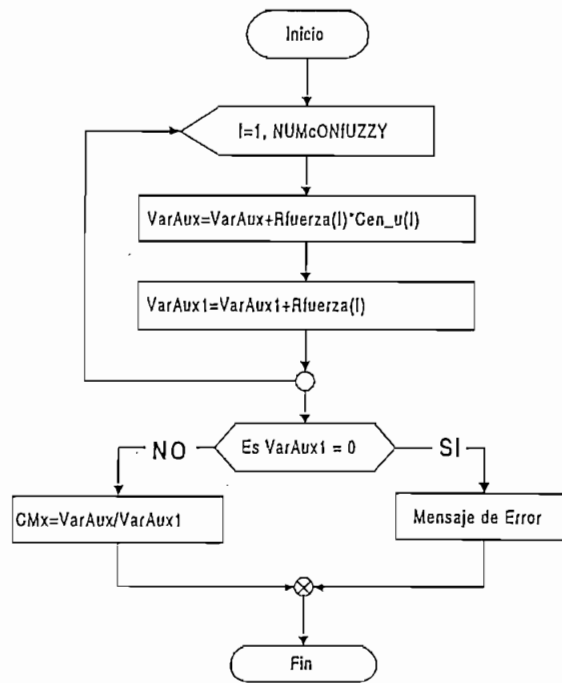 Inicio
I=1, NUMcONfUZZY
VarAux=VarAux+Rfuerza(I)*Cen_u(I)
VarAux1=VarAux1+Rfuerza(I)
NO
Es VarAux1 = 0
SI
CMx=VarAux/VarAux1
Mensaje de Error
Fin